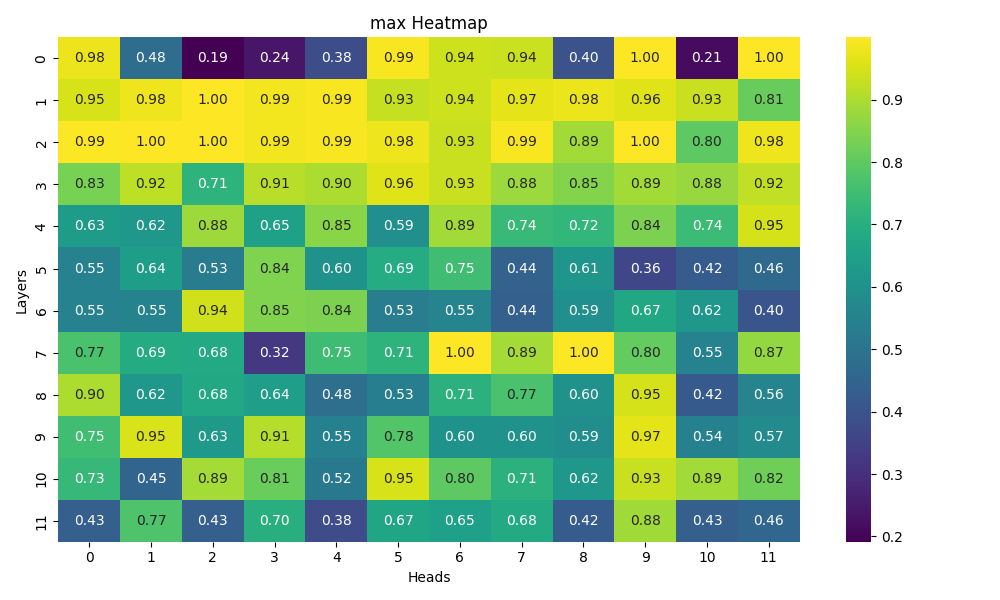 max Heatmap
0 0.98 0.48 0.19 0.24 0.38 0.99 0.94 0.94 0.40 1.00 0.21 1.00
1 0.95 0.98 1.00 0.99 0.99 0.93 0.94 0.97 0.98 0.96 0.93 0.81
2 0.99 1.00 1.00 0.99 0.99 0.98 0.93 0.99 0.89 1.00 0.80 0.98
3 0.83 0.92 0.71 0.91 0.90 0.96 0.93 0.88 0.85 0.89 0.88 0.92
4 0.63 0.62 0.88 0.65 0.85 0.59 0.89 0.74 0.72 0.84 0.74 0.95
5 0.55 0.64 0.53 0.84 0.60 0.69 0.75 0.44 0.61 0.36 0.42 0.46
6 0.55 0.55 0.94 0.85 0.84 0.53 0.55 0.44 0.59 0.67 0.62 0.40
7 0.77 0.69 0.68 0.32 0.75 0.71 1.00 0.89 1.00 0.80 0.55 0.87
8 0.90 0.62 0.68 0.64 0.48 0.53 0.71 0.77 0.60 0.95 0.42 0.56
9 0.75 0.95 0.63 0.91 0.55 0.78 0.60 0.60 0.59 0.97 0.54 0.57
10 0.73 0.45 0.89 0.81 0.52 0.95 0.80 0.71 0.62 0.93 0.89 0.82
11 0.43 0.77 0.43 0.70 0.38 0.67 0.65 0.68 0.42 0.88 0.43 0.46
0 1 2 3 4 5 6 7 8 9 10 11
Heads
Layers
0.9
0.8
0.7
0.6
0.5
0.4
0.3
0.2